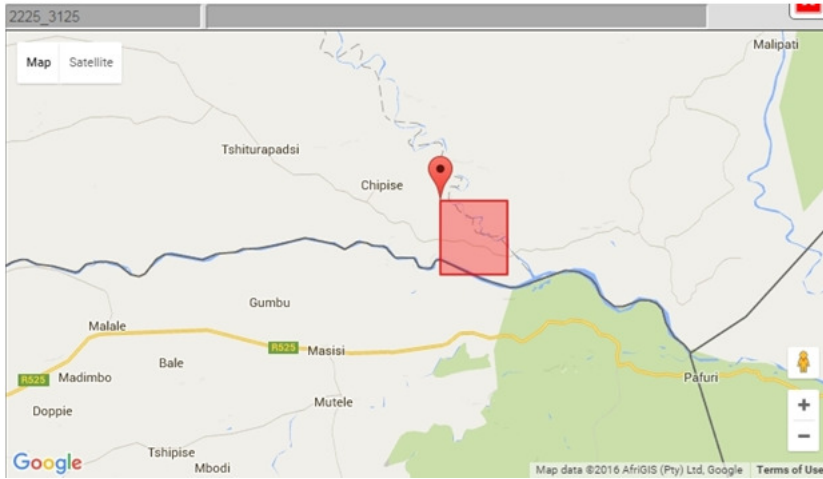 2225_3125
Malipati
Map Satellite
Tshiturapadsi
Chipise
Gumbu
Malale
R525
Masisi
Bale
R525
Madimbo
Pafuri
Mutele
Doppie
Tshipise
Mbodi
Google
Map data ©2016 AfriGIS (Pty) Ltd, Google Terms of Use